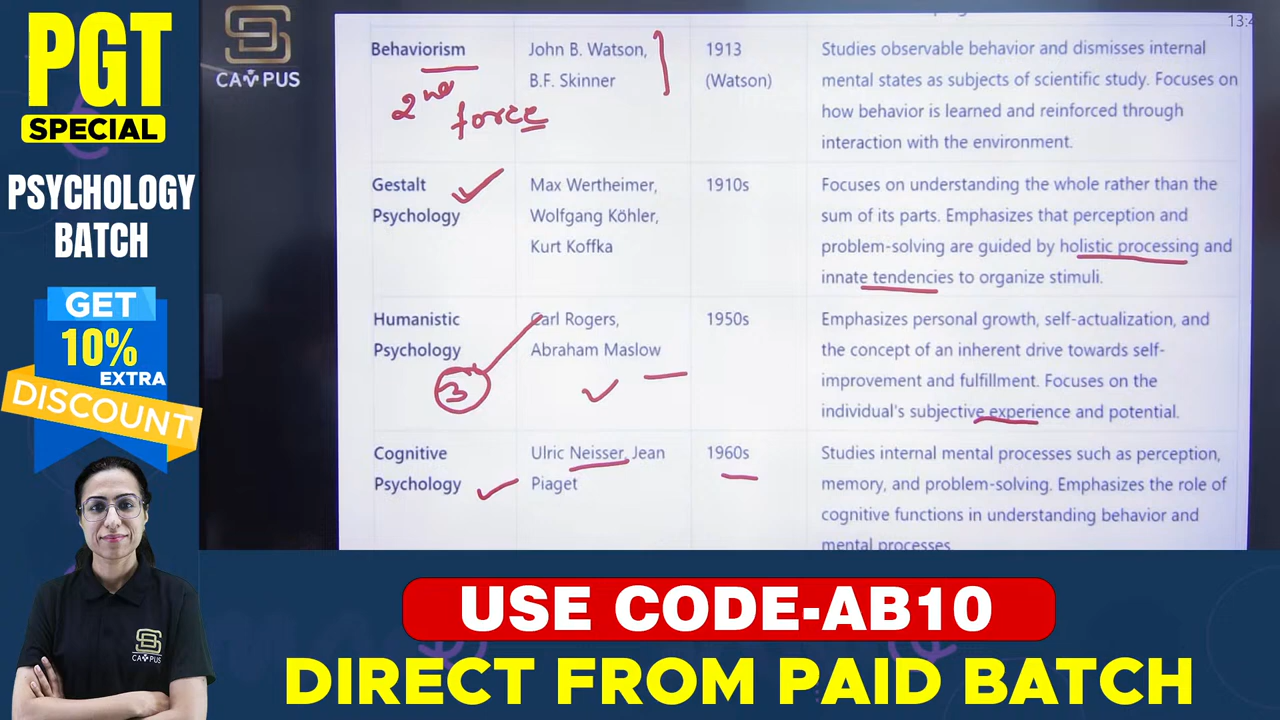 PGT
SPECIAL
PSYCHOLOGY
BATCH
GET
10%
EXTRA
DISCOUNT
CAMPUS
13:4
Behaviorism
2nd force
John B. Watson,
B.F. Skinner
1913
(Watson)
Studies observable behavior and dismisses internal
mental states as subjects of scientific study. Focuses on
how behavior is learned and reinforced through
interaction with the environment.
Gestalt
Psychology
Max Wertheimer,
Wolfgang Köhler,
Kurt Koffka
1910s
Focuses on understanding the whole rather than the
sum of its parts. Emphasizes that perception and
problem-solving are guided by holistic processing and
innate tendencies to organize stimuli.
Humanistic
Psychology
3
Carl Rogers,
Abraham Maslow
1950s
Emphasizes personal growth, self-actualization, and
the concept of an inherent drive towards self-
improvement and fulfillment. Focuses on the
individual's subjective experience and potential.
Cognitive
Psychology
Ulric Neisser, Jean
Piaget
1960s
Studies internal mental processes such as perception,
memory, and problem-solving. Emphasizes the role of
cognitive functions in understanding behavior and
mental processes.
CAMPUS
USE CODE-AB10
DIRECT FROM PAID BATCH